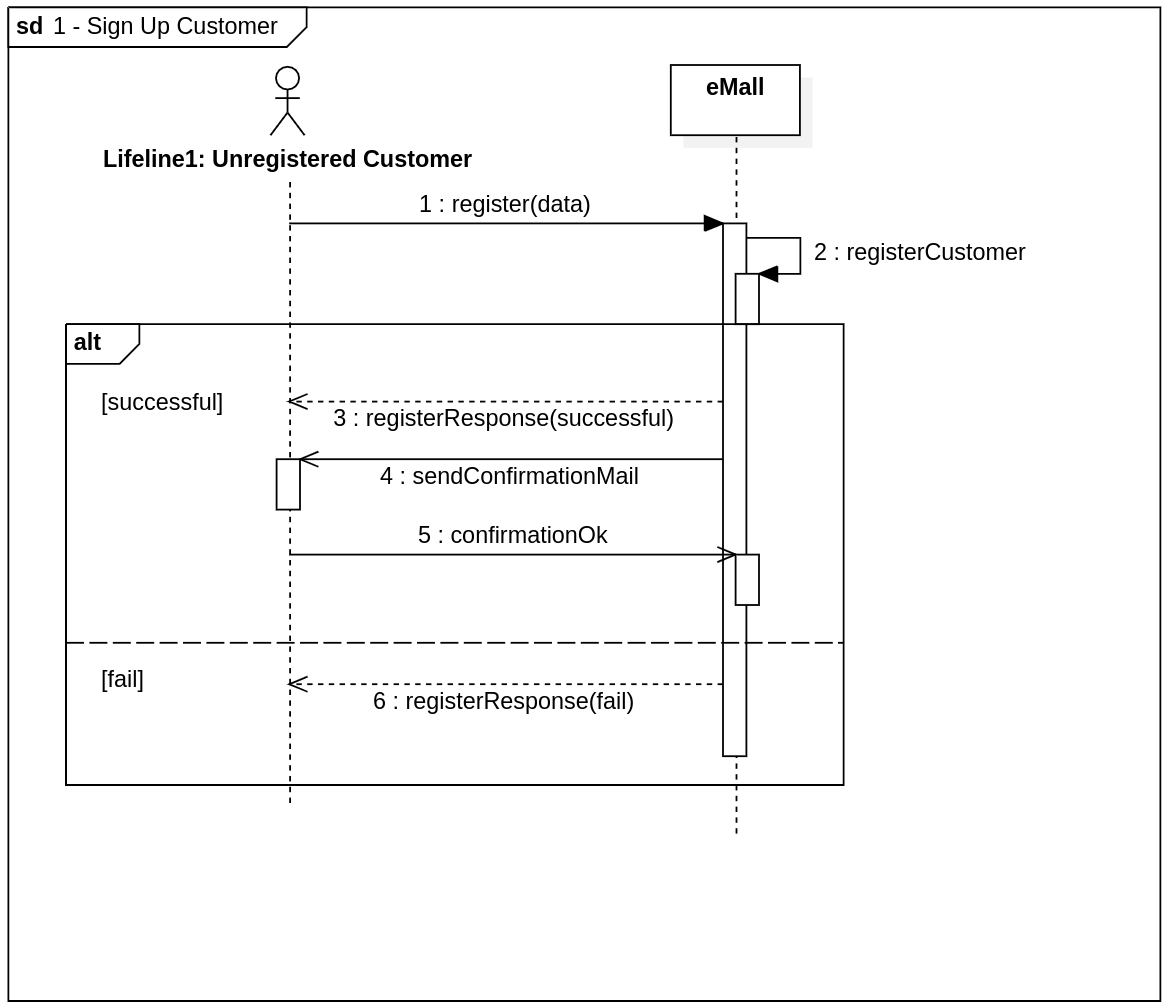 sd 1 - Sign Up Customer
eMall
Lifeline1: Unregistered Customer
1 : register(data)
2 : registerCustomer
alt
[successful]
3 : registerResponse(successful)
4 : sendConfirmationMail
5 : confirmationOk
[fail]
6 : registerResponse(fail)